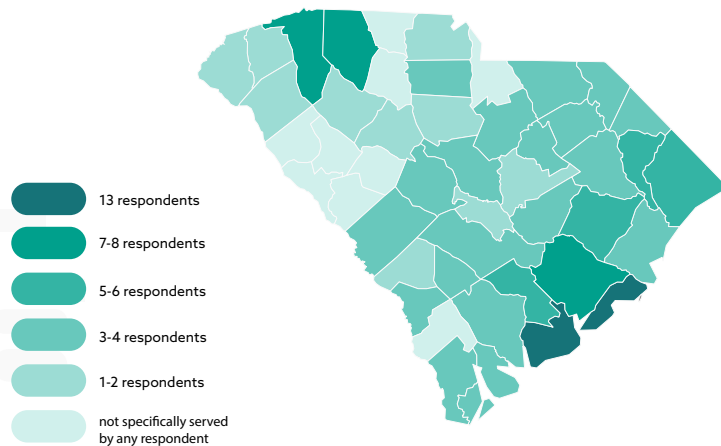 13 respondents
7-8 respondents
5-6 respondents
3-4 respondents
1-2 respondents
not specifically served
by any respondent